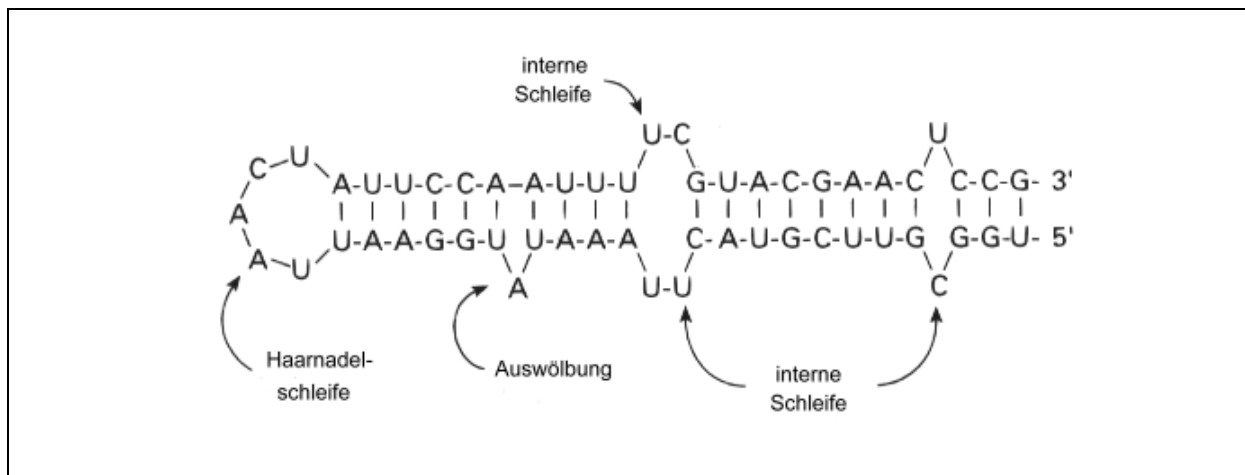 interne
Schleife
U-C
U
C U A-U-U-C-C-A-A-U-U-U G-U-A-C-G-A-A-C C-C-G- 3'
A
A U U-A-A-G-G-U U-A-A-A C-A-U-G-C-U-U-G G-G-U- 5'
A U-U C
Haarnadel-
schleife
Auswölbung
interne
Schleife